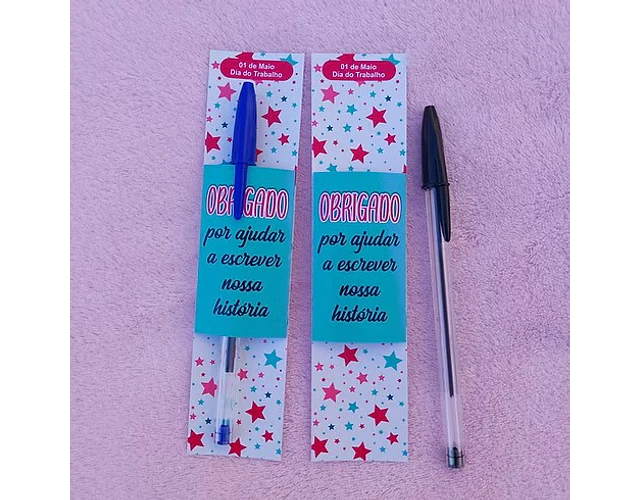 01 de Maio
Dia do Trabalho
OBRIGADO
por ajudar
a escrever
nossa
história
01 de Maio
Dia do Trabalho
OBRIGADO
por ajudar
a escrever
nossa
história